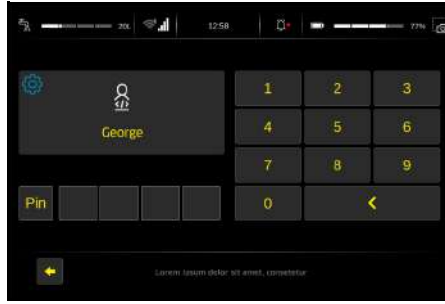 20L 12:58 77%
George
1 2 3
4 5 6
7 8 9
Pin 0
Lorem ipsum dolor sit amet, consetetur